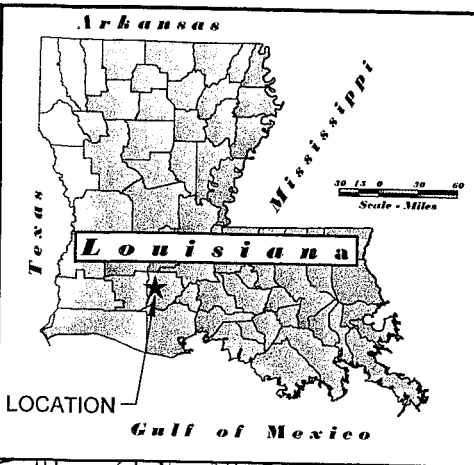 Arkansas
Mississippi
Texas
30 15 0 30 60
Scale - Miles
Louisiana
LOCATION
Gulf of Mexico